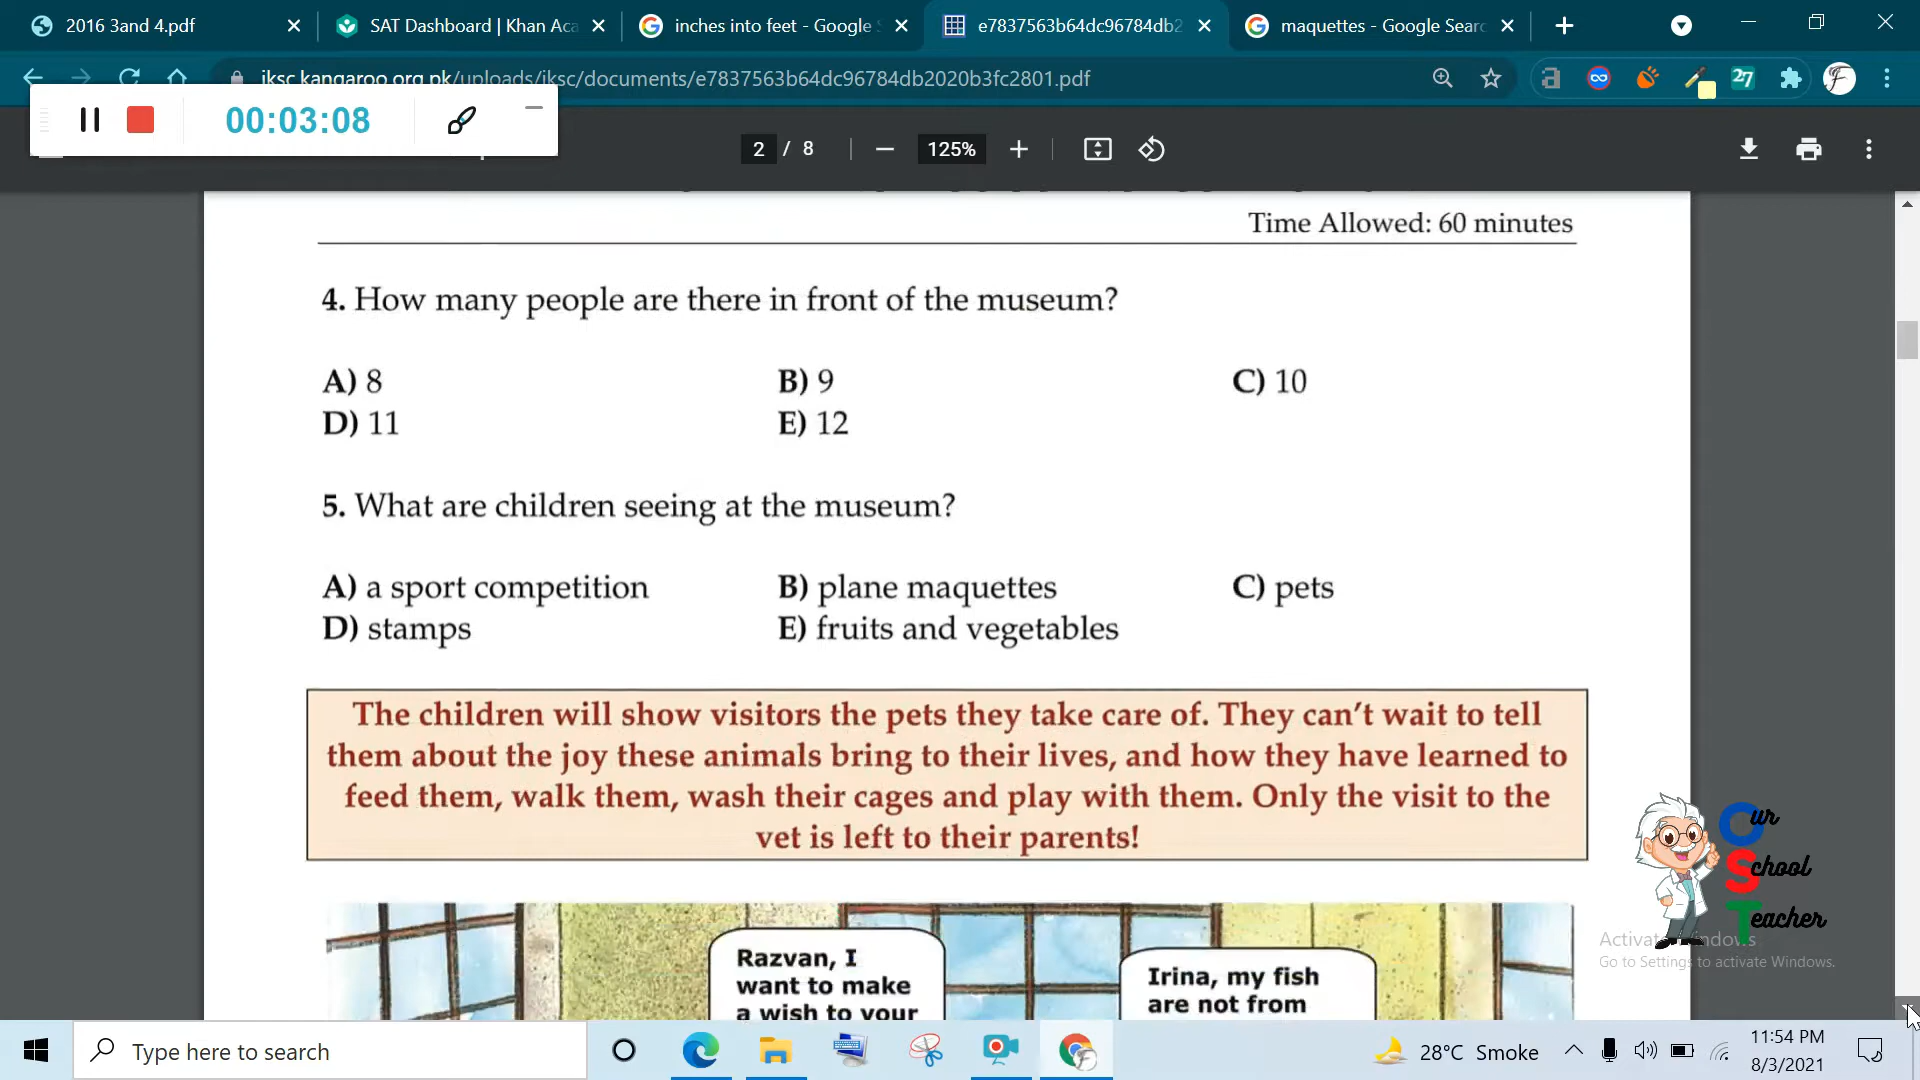 2016 3and 4.pdf
SAT Dashboard | Khan Aca
inches into feet - Google S
e7837563b64dc96784db2
maquettes - Google Searc
iksc.kangaroo.org.pk/uploads/iksc/documents/e7837563b64dc96784db2020b3fc2801.pdf
27
00:03:08
2 / 8
125%
Time Allowed: 60 minutes
4. How many people are there in front of the museum?
A) 8 B) 9 C) 10
D) 11 E) 12
5. What are children seeing at the museum?
A) a sport competition B) plane maquettes C) pets
D) stamps E) fruits and vegetables
The children will show visitors the pets they take care of. They can't wait to tell
them about the joy these animals bring to their lives, and how they have learned to
feed them, walk them, wash their cages and play with them. Only the visit to the
vet is left to their parents!
Our
School
Teacher
Activate Windows
Go to Settings to activate Windows.
Razvan, I
want to make
a wish to your
Irina, my fish
are not from
Type here to search
28°C Smoke
11:54 PM
8/3/2021